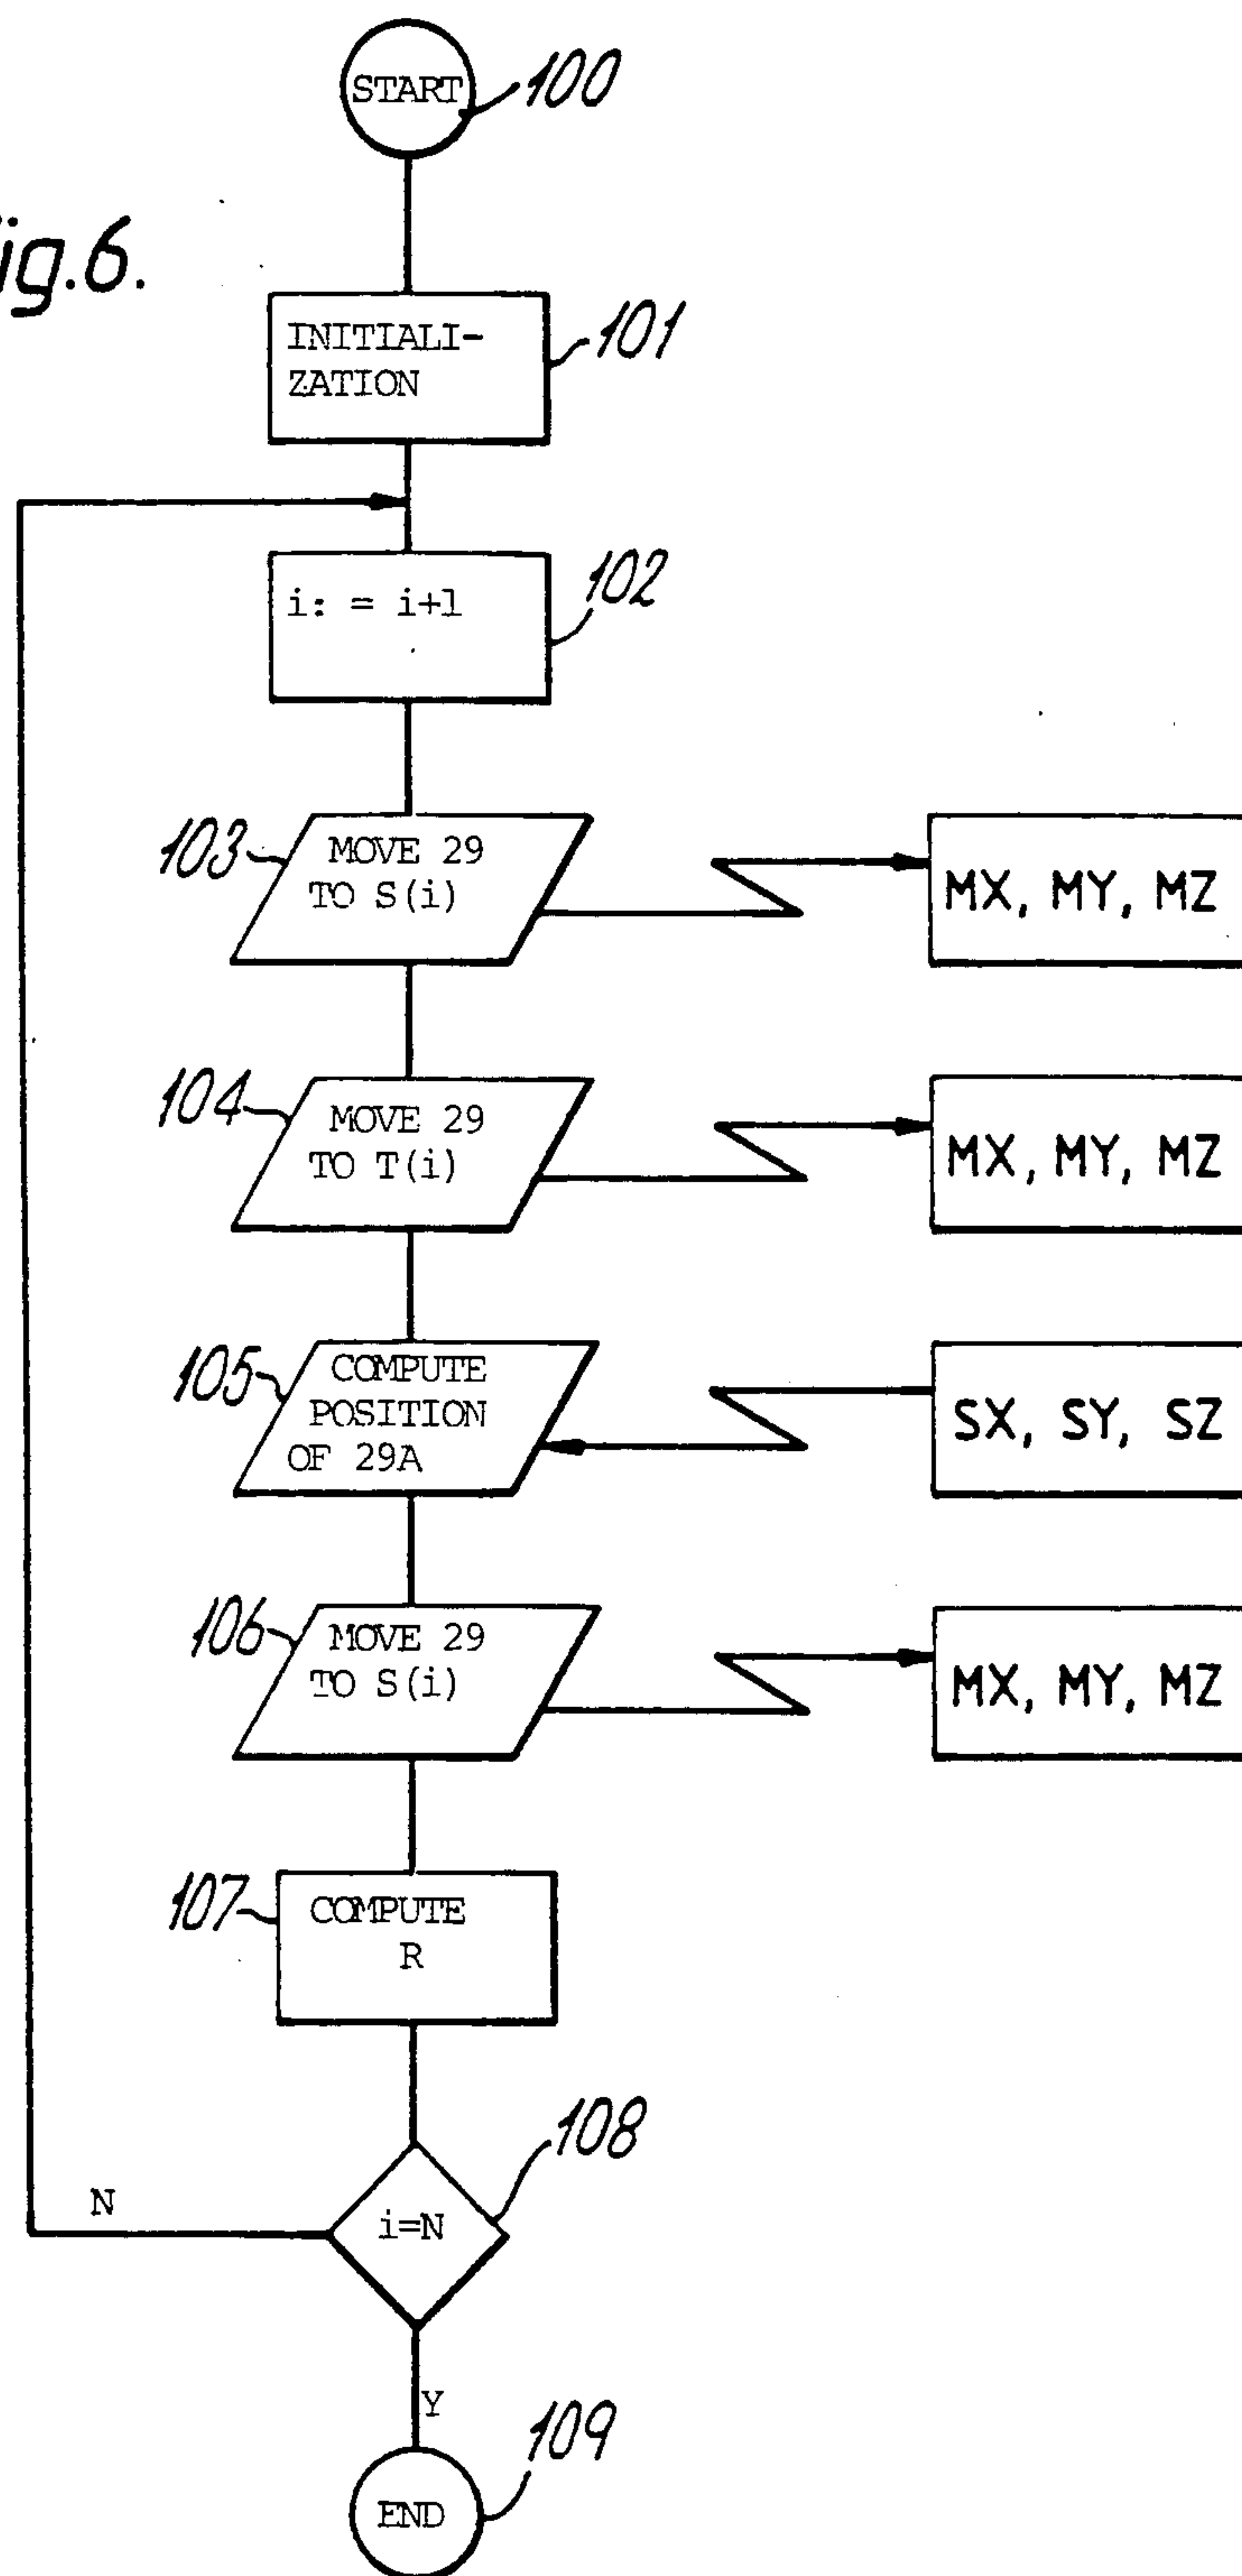 START
100
ig.6.
INITIALI-
ZATION
101
i: = i+1
102
103
MOVE 29
TO S(i)
MX, MY, MZ
104
MOVE 29
TO T(i)
MX, MY, MZ
105
COMPUTE
POSITION
OF 29A
SX, SY, SZ
106
MOVE 29
TO S(i)
MX, MY, MZ
107
COMPUTE
R
108
i=N
N
Y
109
END